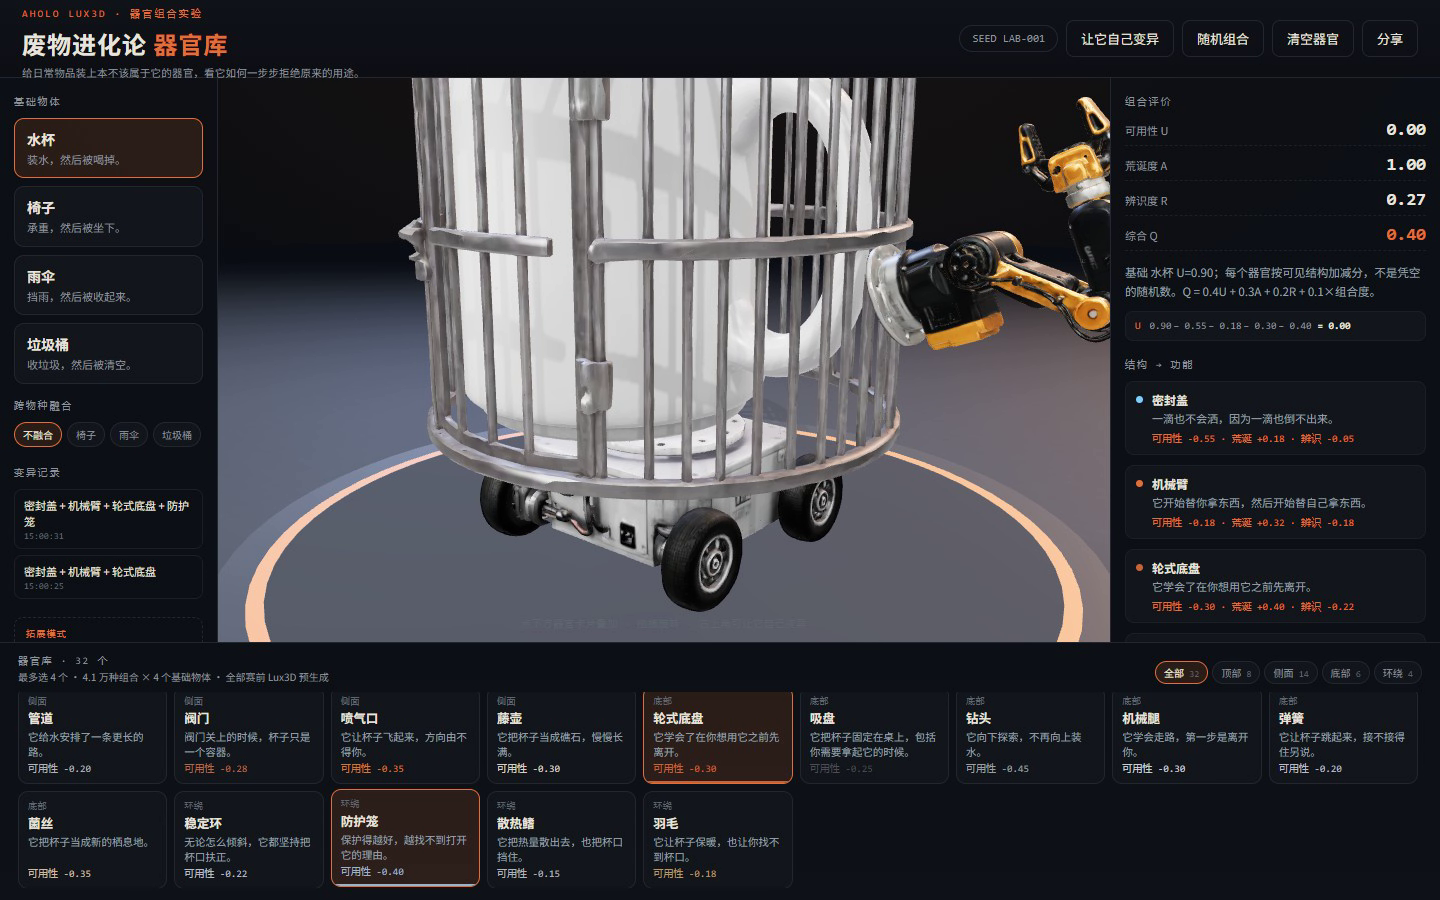 AHOLO LUX3D · 器官组合实验
废物进化论 器官库
给日常物品装上本不该属于它的器官，看它如何一步步拒绝原来的用途。
SEED LAB-001
让它自己变异
随机组合
清空器官
分享
基础物体
水杯
装水，然后被喝掉。
椅子
承重，然后被坐下。
雨伞
挡雨，然后被收起来。
垃圾桶
收垃圾，然后被清空。
跨物种融合
不融合 椅子 雨伞 垃圾桶
变异记录
密封盖+机械臂+轮式底盘+防护
笼
15:00:31
密封盖+机械臂+轮式底盘
15:00:25
拓展模式
组合评价
可用性 U 0.00
荒诞度 A 1.00
辨识度 R 0.27
综合 Q 0.40
基础 水杯 U=0.90；每个器官按可见结构加减分，不是凭空
的随机数。Q = 0.4U + 0.3A + 0.2R + 0.1×组合度。
U 0.90 – 0.55 – 0.18 – 0.30 – 0.40 = 0.00
结构 → 功能
密封盖
一滴也不会洒，因为一滴也倒不出来。
可用性 -0.55 · 荒诞 +0.18 · 辨识 -0.05
机械臂
它开始替你拿东西，然后开始替自己拿东西。
可用性 -0.18 · 荒诞 +0.32 · 辨识 -0.18
轮式底盘
它学会了在你想用它之前先离开。
可用性 -0.30 · 荒诞 +0.40 · 辨识 -0.22
器官库 · 32 个
最多选 4 个 · 4.1 万种组合 × 4 个基础物体 · 全部赛前 Lux3D 预生成
全部 32 顶部 8 侧面 14 底部 6 环绕 4
侧面
管道
它给水安排了一条更长的
路。
可用性 -0.20
侧面
阀门
阀门关上的时候，杯子只是
一个容器。
可用性 -0.28
侧面
喷气口
它让杯子飞起来，方向由不
得你。
可用性 -0.35
侧面
藤壶
它把杯子当成礁石，慢慢长
满。
可用性 -0.30
底部
轮式底盘
它学会了在你想用它之前先
离开。
可用性 -0.30
底部
吸盘
它把杯子固定在桌上，包括
你需要拿起它的时候。
可用性 -0.25
底部
钻头
它向下探索，不再向上装
水。
可用性 -0.45
底部
机械腿
它学会走路，第一步是离开
你。
可用性 -0.30
底部
弹簧
它让杯子跳起来，接不接得
住另说。
可用性 -0.20
底部
菌丝
它把杯子当成新的栖息地。
可用性 -0.35
环绕
稳定环
无论怎么倾斜，它都坚持把
杯口扶正。
可用性 -0.22
环绕
防护笼
保护得越好，越找不到打开
它的理由。
可用性 -0.40
环绕
散热鳍
它把热量散出去，也把杯口
挡住。
可用性 -0.15
环绕
羽毛
它让杯子保暖，也让你找不
到杯口。
可用性 -0.18